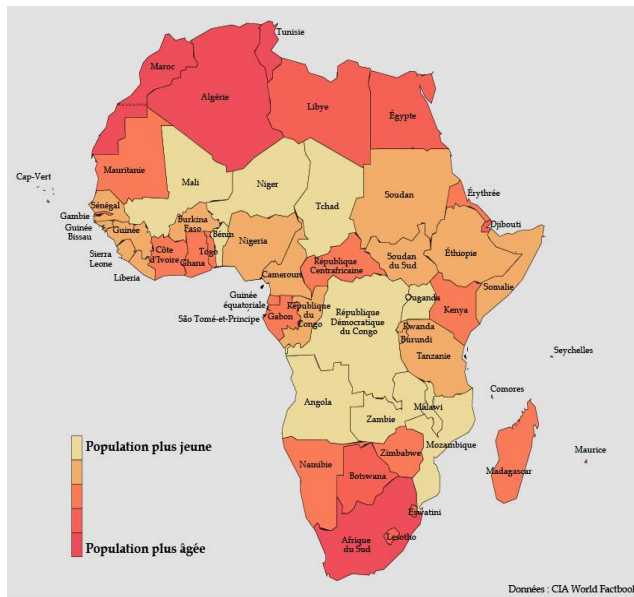 Tunisie
Maroc
Algérie
Libye
Égypte
Cap-Vert
Mauritanie
Mali
Niger
Tchad
Soudan
Érythrée
Sénégal
Gambie
Guinée
Bissau
Guinée
Burkina
Faso
Bénin
Nigeria
Djibouti
Sierra
Leone
Liberia
Côte
d'Ivoire
Ghana
Togo
Cameroun
République
Centrafricaine
Soudan
du Sud
Éthiopie
Somalie
Guinée
équatoriale
São Tomé-et-Principe
Gabon
République
du
Congo
République
Démocratique
du Congo
Ouganda
Kenya
Rwanda
Burundi
Tanzanie
Seychelles
Comores
Angola
Zambie
Malawi
Mozambique
Zimbabwe
Madagascar
Maurice
Namibie
Botswana
Eswatini
Lesotho
Afrique
du Sud
Population plus jeune
Population plus âgée
Données : CIA World Factbook